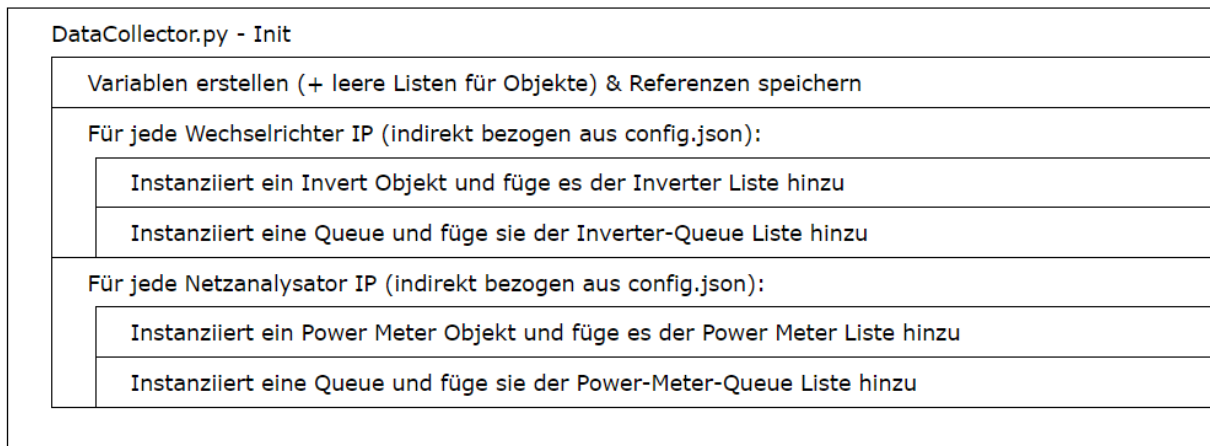 DataCollector.py - Init
Variablen erstellen (+ leere Listen für Objekte) & Referenzen speichern
Für jede Wechselrichter IP (indirekt bezogen aus config.json):
Instanziiert ein Invert Objekt und füge es der Inverter Liste hinzu
Instanziiert eine Queue und füge sie der Inverter-Queue Liste hinzu
Für jede Netzanalysator IP (indirekt bezogen aus config.json):
Instanziiert ein Power Meter Objekt und füge es der Power Meter Liste hinzu
Instanziiert eine Queue und füge sie der Power-Meter-Queue Liste hinzu